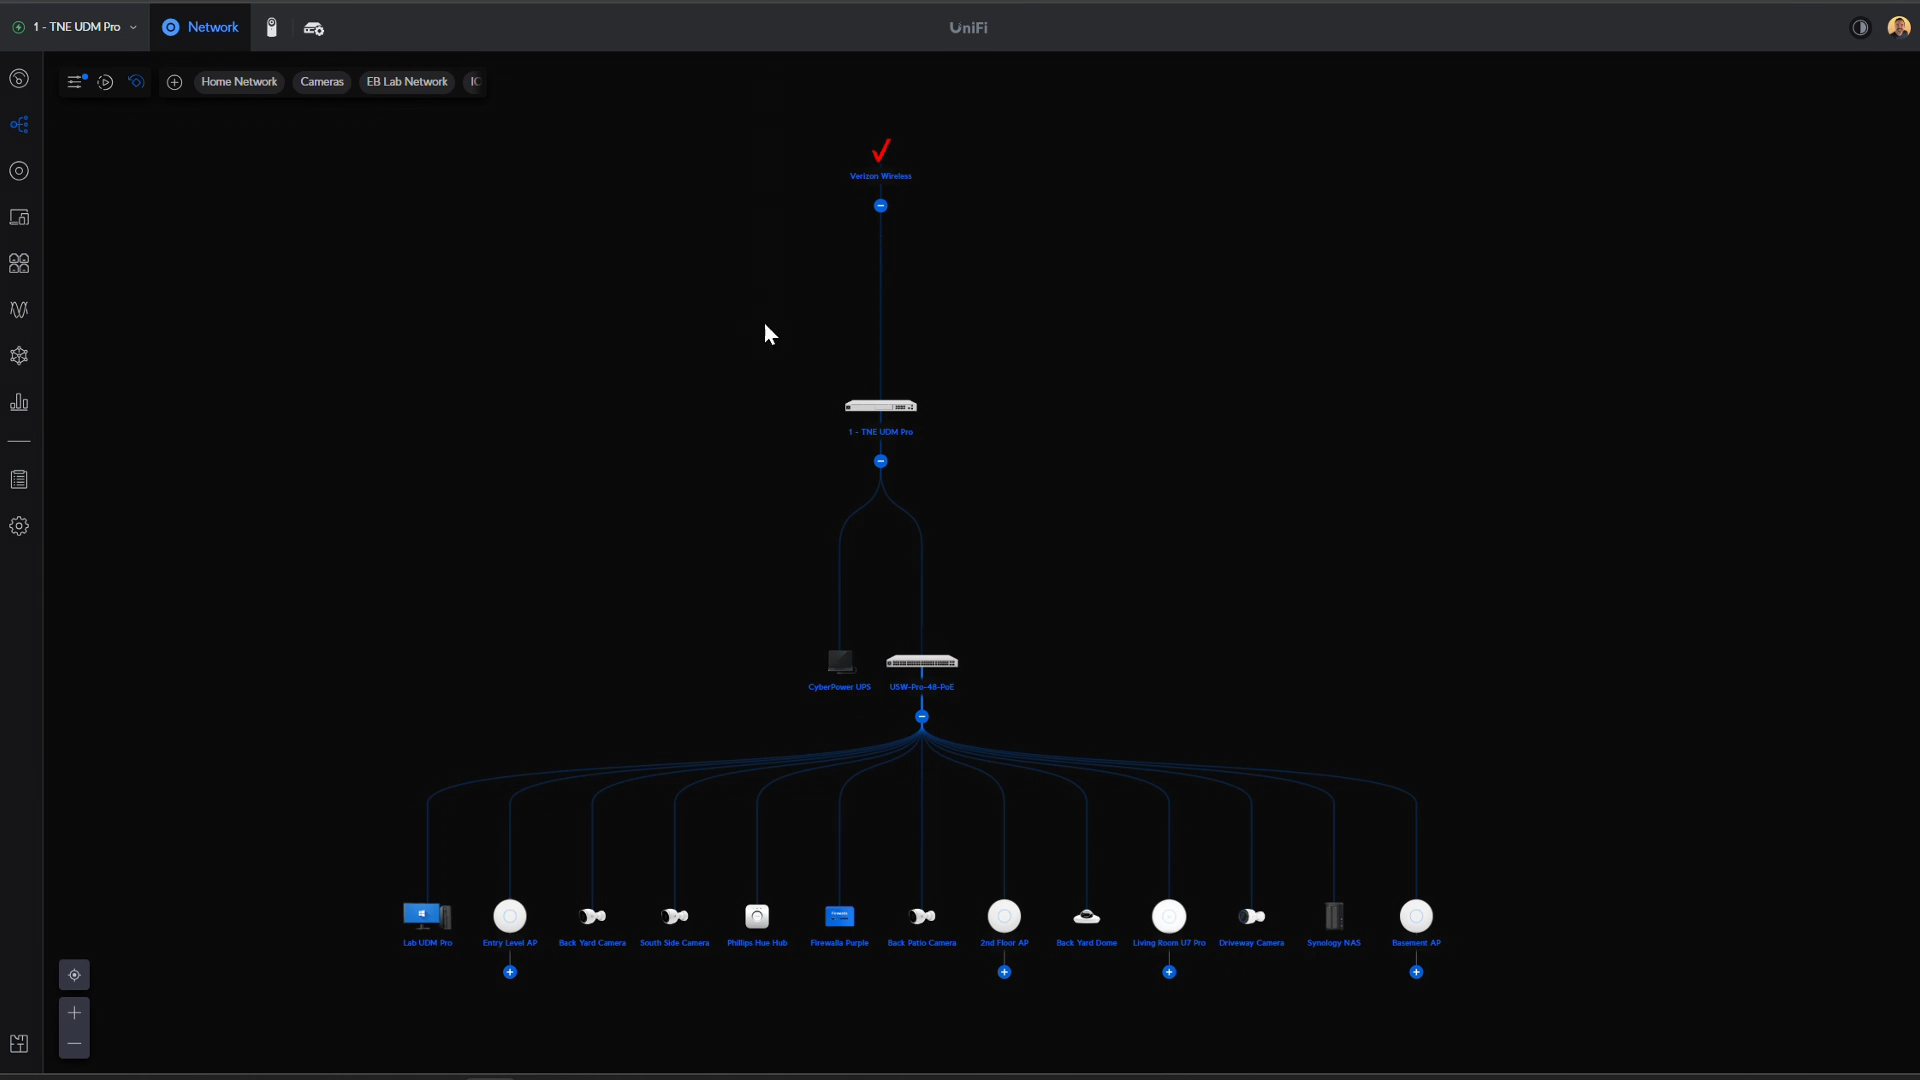 1 - TNE UDM Pro
Network
UniFi
Home Network
Cameras
EB Lab Network
Verizon Wireless
1 - TNE UDM Pro
CyberPower UPS
USW-Pro-48-PoE
Lab UDM Pro
Entry Level AP
Back Yard Camera
South Side Camera
Phillips Hue Hub
Firewalla Purple
Back Patio Camera
2nd Floor AP
Back Yard Dome
Living Room U7 Pro
Driveway Camera
Synology NAS
Basement AP